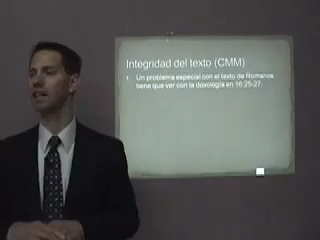 Integridad del texto (CMM)
1. Un problema especial con el texto de Romanos
tiene que ver con la doxología en 16:25-27